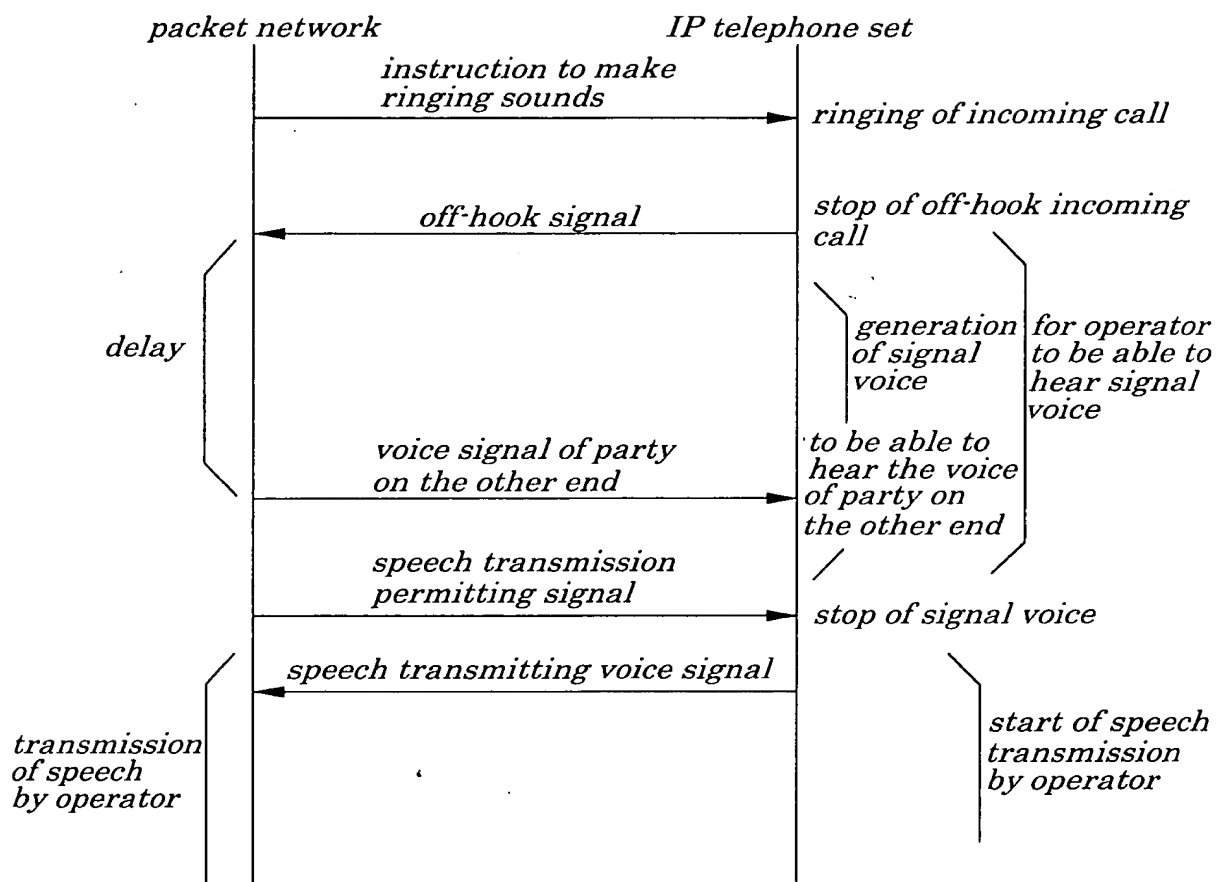 packet network
IP telephone set
instruction to make
ringing sounds
ringing of incoming call
off-hook signal
stop of off-hook incoming
call
delay
generation
of signal
voice
for operator
to be able to
hear signal
voice
voice signal of party
on the other end
to be able to
hear the voice
of party on
the other end
speech transmission
permitting signal
stop of signal voice
speech transmitting voice signal
transmission
of speech
by operator
start of speech
transmission
by operator